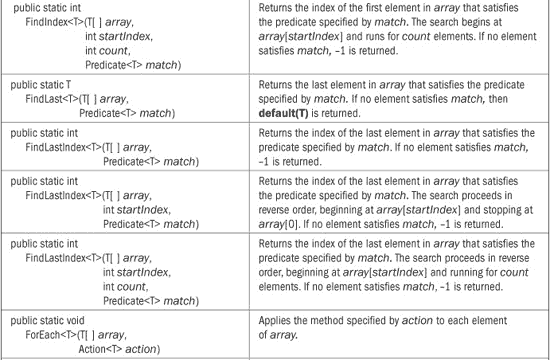 public static int
FindIndex<T>(T[ ] array,
int startIndex,
int count,
Predicate<T> match)
Returns the index of the first element in array that satisfies
the predicate specified by match. The search begins at
array[startIndex] and runs for count elements. If no element
satisfies match, –1 is returned.
public static T
FindLast<T>(T[ ] array,
Predicate<T> match)
Returns the last element in array that satisfies the predicate
specified by match. If no element satisfies match, then
default(T) is returned.
public static int
FindLastIndex<T>(T[ ] array,
Predicate<T> match)
Returns the index of the last element in array that satisfies the
predicate specified by match. If no element satisfies match,
–1 is returned.
public static int
FindLastIndex<T>(T[ ] array,
int startIndex,
Predicate<T> match)
Returns the index of the last element in array that satisfies
the predicate specified by match. The search proceeds in
reverse order, beginning at array[startIndex] and stopping at
array[0]. If no element satisfies match, –1 is returned.
public static int
FindLastIndex<T>(T[ ] array,
int startIndex,
int count,
Predicate<T> match)
Returns the index of the last element in array that satisfies the
predicate specified by match. The search proceeds in reverse
order, beginning at array[startIndex] and running for count
elements. If no element satisfies match, –1 is returned.
public static void
ForEach<T>(T[ ] array,
Action<T> action)
Applies the method specified by action to each element
of array.